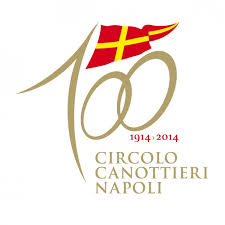 100
1914 › 2014
CIRCOLO
CANOTTIERI
NAPOLI